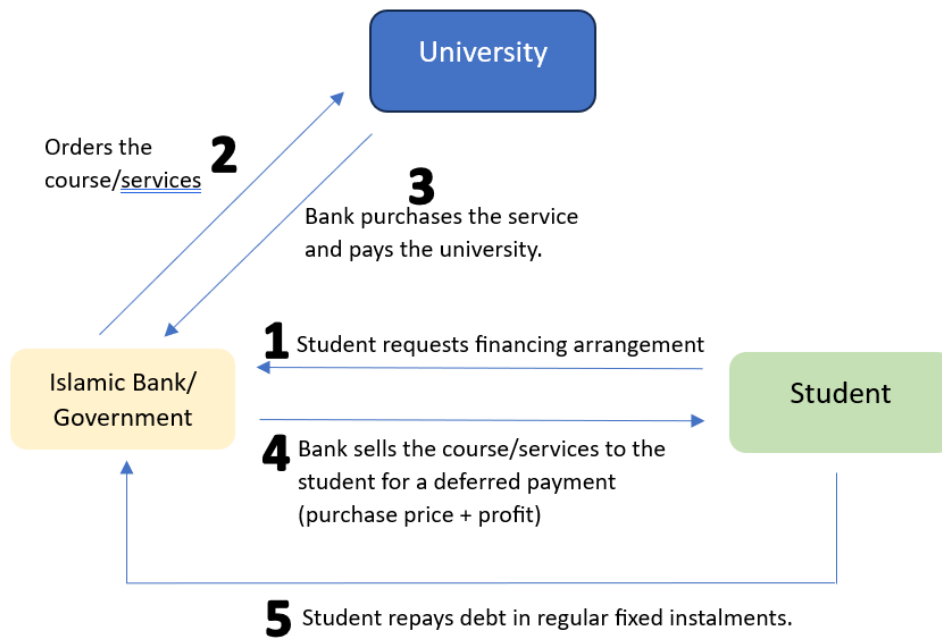 University
Orders the
course/services
2
3
Bank purchases the service
and pays the university.
1 Student requests financing arrangement
Islamic Bank/
Government
Student
4 Bank sells the course/services to the
student for a deferred payment
(purchase price + profit)
5 Student repays debt in regular fixed instalments.